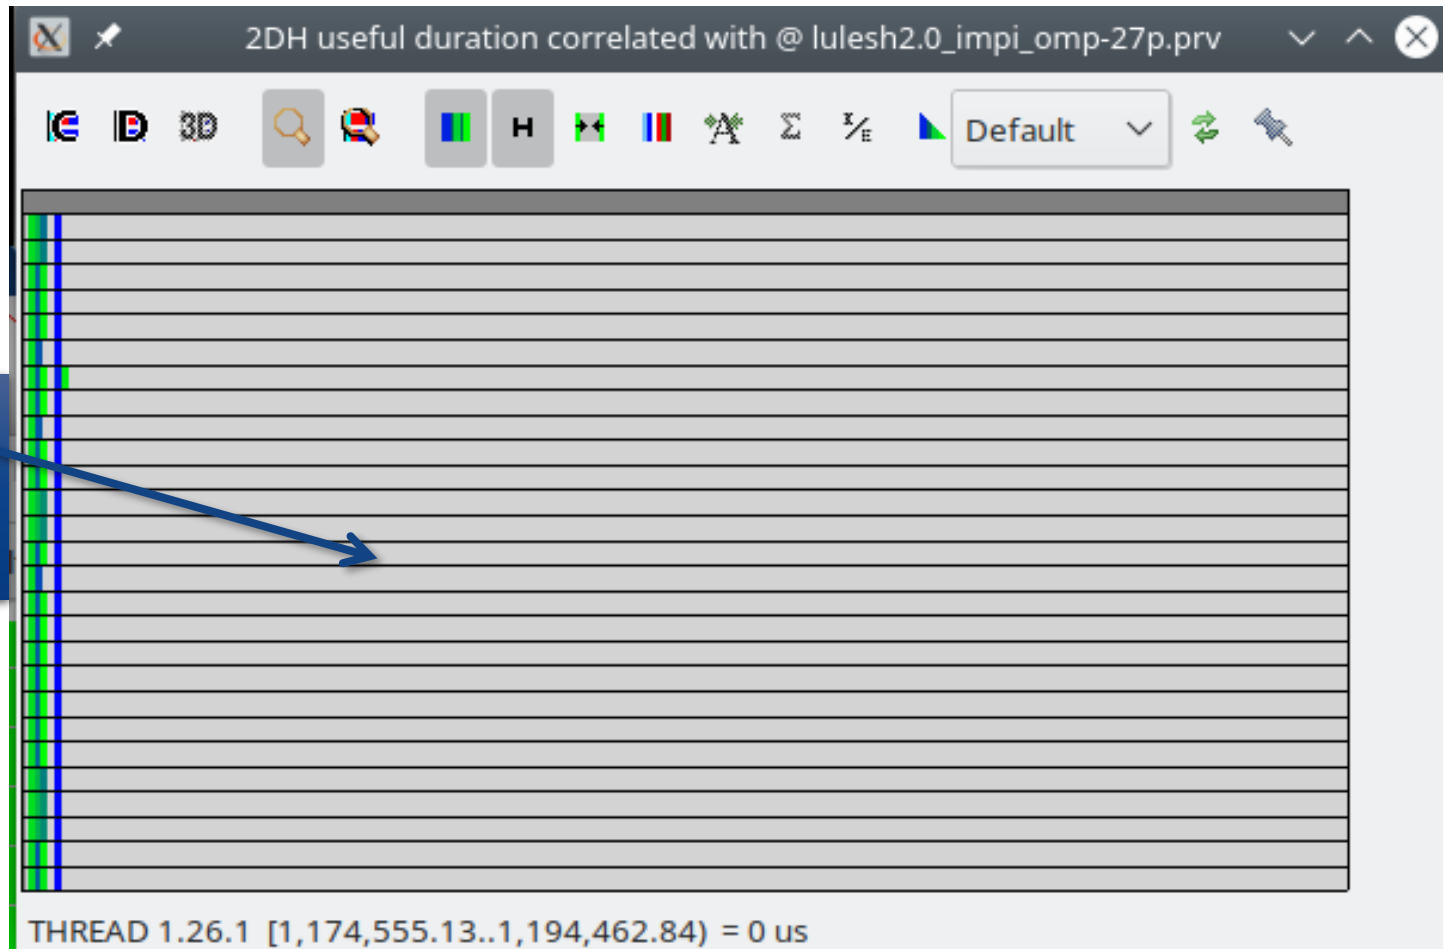 2DH useful duration correlated with @ lulesh2.0_impi_omp-27p.prv
C D 3D H A Σ Default
THREAD 1.26.1 [1,174,555.13..1,194,462.84) = 0 us